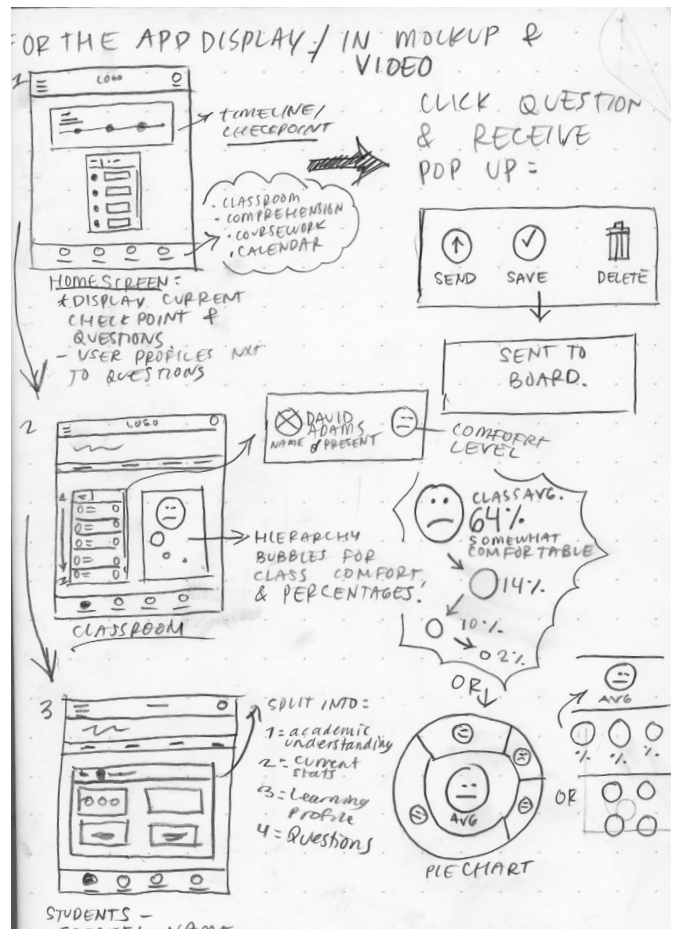 FOR THE APP DISPLAY / IN MOCKUP &
VIDEO
1
LOGO
TIMELINE/
CHECKPOINT
• CLASSROOM
- COMPREHENSION
• COURSEWORK
• CALENDAR
HOMESCREEN:
* DISPLAY CURRENT
CHECKPOINT &
QUESTIONS
- USER PROFILES NXT
TO QUESTIONS
CLICK QUESTION
& RECEIVE
POP UP =
SEND SAVE DELETE
SENT TO
BOARD.
2
LOGO
DAVID
ADAMS
NAME PRESENT
COMFOERT
LEVEL
1
HIERARCHY
BUBBLES FOR
CLASS COMFORT,
& PERCENTAGES.
CLASSROOM
CLASS AVG.
64%
SOMEWHAT
COMFORTABLE
14%
10%
2%
OR
3
SPLIT INTO:
1 = academic
understanding
2 = current
stats
3 = Learning
profile
4 = Questions
AVG
PIE CHART
AVG
% % %
OR
STUDENTS -